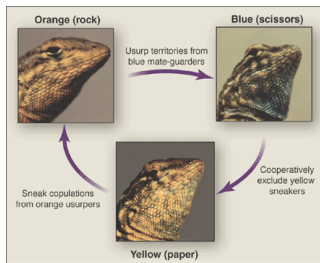 Orange (rock)
Blue (scissors)
Usurp territories from
blue mate-guarders
Cooperatively
exclude yellow
sneakers
Sneak copulations
from orange usurpers
Yellow (paper)